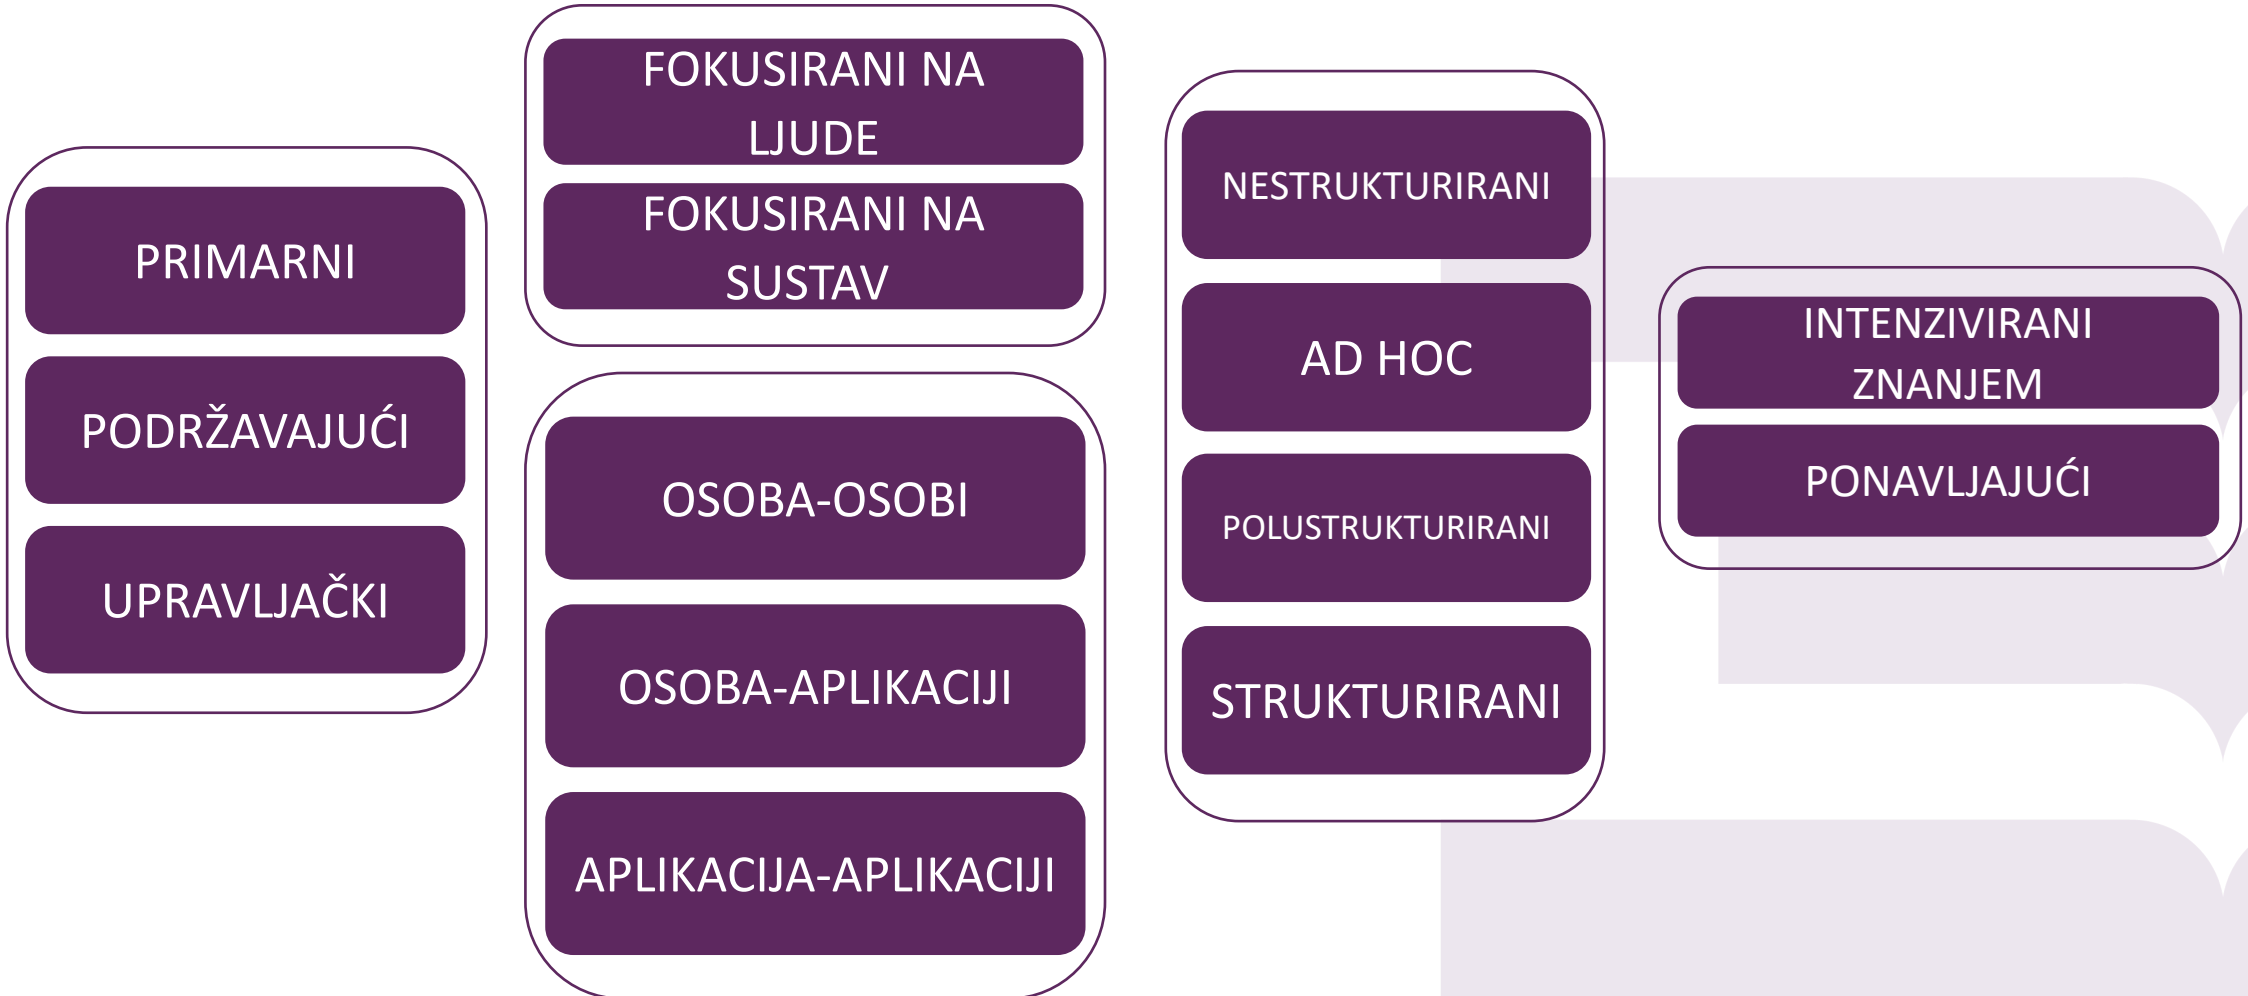 PRIMARNI
PODRŽAVAJUĆI
UPRAVLJAČKI
FOKUSIRANI NA
LJUDE
FOKUSIRANI NA
SUSTAV
OSOBA-OSOBI
OSOBA-APLIKACIJI
APLIKACIJA-APLIKACIJI
NESTRUKTURIRANI
AD HOC
POLUSTRUKTURIRANI
STRUKTURIRANI
INTENZIVIRANI
ZNANJEM
PONAVLJAJUĆI